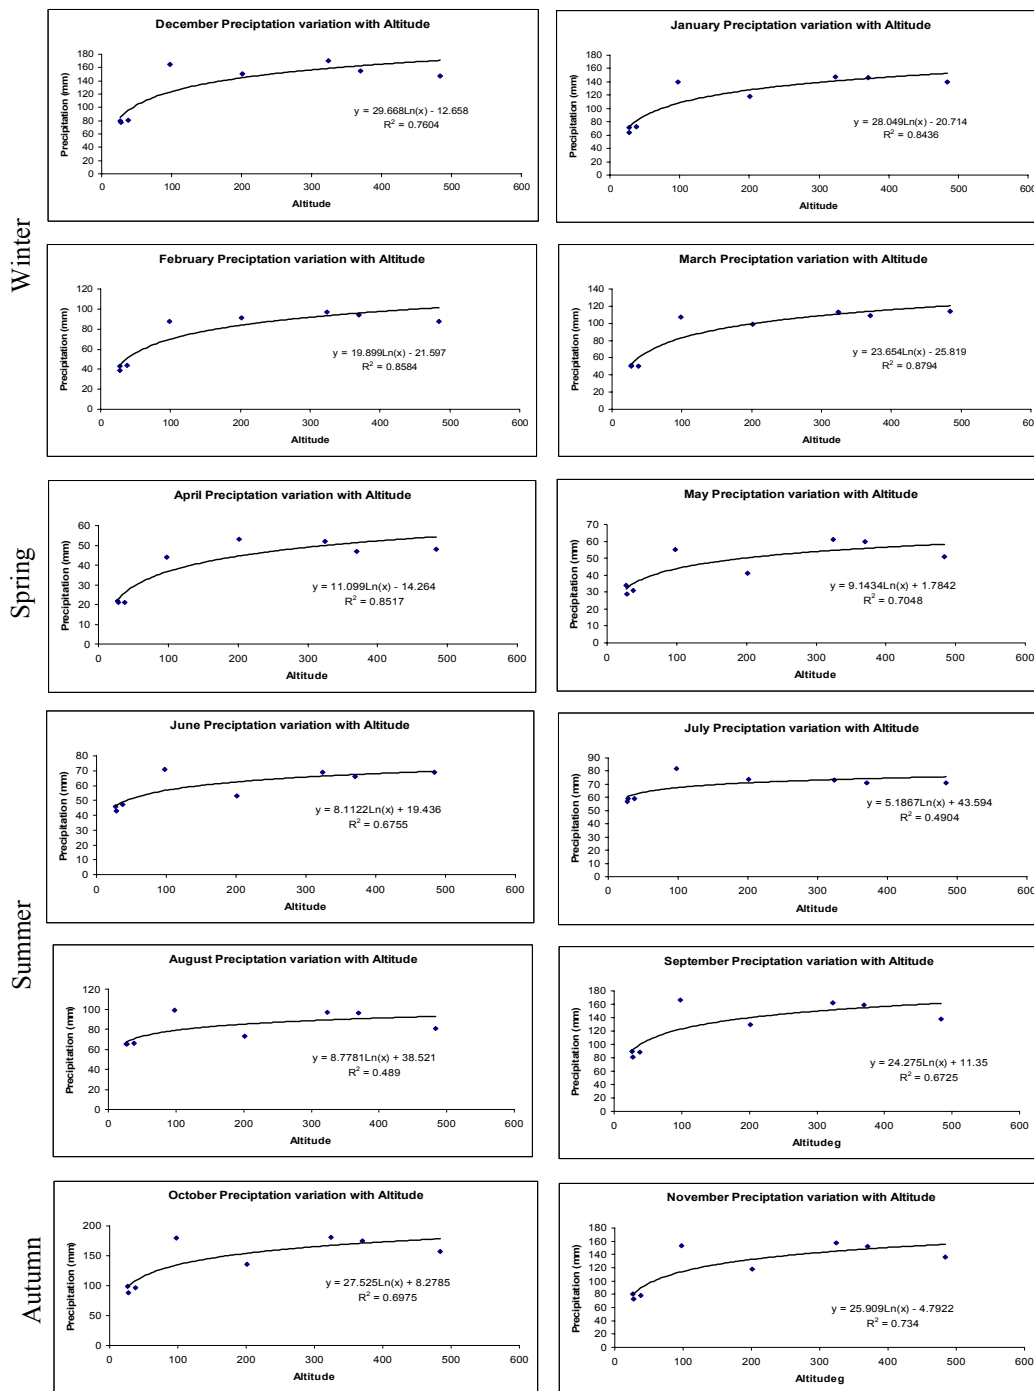 Winter
December Preciptation variation with Altitude
Precipitation (mm)
180
160
140
120
100
80
60
40
20
0
y = 29.668Ln(x) - 12.658
R² = 0.7604
0 100 200 300 400 500 600
Altitude
January Preciptation variation with Altitude
Precipitation (mm)
180
160
140
120
100
80
60
40
20
0
y = 28.049Ln(x) - 20.714
R² = 0.8436
0 100 200 300 400 500 600
Altitude
February Preciptation variation with Altitude
Precipitation (mm)
120
100
80
60
40
20
0
y = 19.899Ln(x) - 21.597
R² = 0.8584
0 100 200 300 400 500 600
Altitude
March Preciptation variation with Altitude
Precipitation (mm)
140
120
100
80
60
40
20
0
y = 23.654Ln(x) - 25.819
R² = 0.8794
0 100 200 300 400 500 600
Altitude
Spring
April Preciptation variation with Altitude
Precipitation (mm)
60
50
40
30
20
10
0
y = 11.099Ln(x) - 14.264
R² = 0.8517
0 100 200 300 400 500 600
Altitude
May Preciptation variation with Altitude
Precipitation (mm)
70
60
50
40
30
20
10
0
y = 9.1434Ln(x) + 1.7842
R² = 0.7048
0 100 200 300 400 500 600
Altitude
Summer
June Preciptation variation with Altitude
Precipitation (mm)
80
70
60
50
40
30
20
10
0
y = 8.1122Ln(x) + 19.436
R² = 0.6755
0 100 200 300 400 500 600
Altitude
July Preciptation variation with Altitude
Precipitation (mm)
90
80
70
60
50
40
30
20
10
0
y = 5.1867Ln(x) + 43.594
R² = 0.4904
0 100 200 300 400 500 600
Altitude
August Preciptation variation with Altitude
Precipitation (mm)
120
100
80
60
40
20
0
y = 8.7781Ln(x) + 38.521
R² = 0.489
0 100 200 300 400 500 600
Altitude
September Preciptation variation with Altitude
Precipitation (mm)
180
160
140
120
100
80
60
40
20
0
y = 24.275Ln(x) + 11.35
R² = 0.6725
0 100 200 300 400 500 600
Altitudeg
Autumn
October Preciptation variation with Altitude
Precipitation (mm)
200
150
100
50
0
y = 27.525Ln(x) + 8.2785
R² = 0.6975
0 100 200 300 400 500 600
Altitude
November Preciptation variation with Altitude
Precipitation (mm)
180
160
140
120
100
80
60
40
20
0
y = 25.909Ln(x) - 4.7922
R² = 0.734
0 100 200 300 400 500 600
Altitudeg